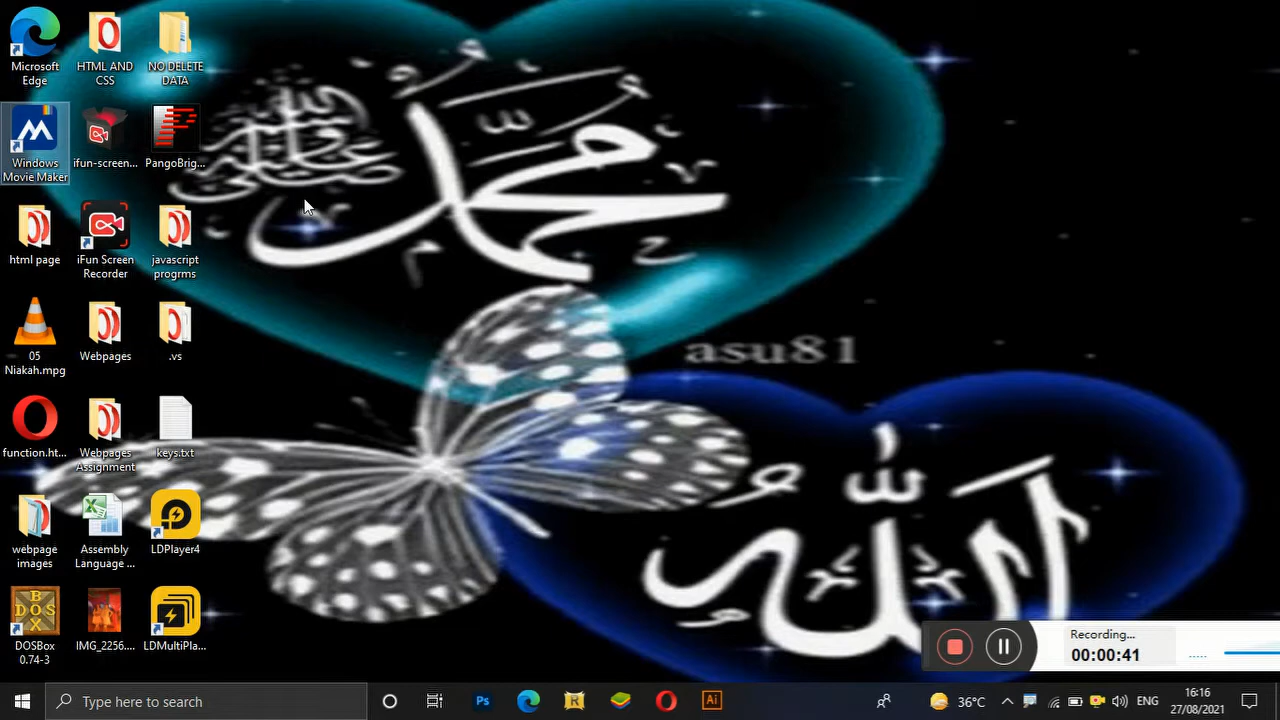 Microsoft Edge
HTML AND CSS
NO DELETE DATA
Windows Movie Maker
ifun-screen...
PangoBrig...
html page
iFun Screen Recorder
javascript progrms
05 Niakah.mpg
Webpages
.vs
function.ht...
Webpages Assignment
keys.txt
webpage images
Assembly Language ...
LDPlayer4
DOSBox 0.74-3
IMG_2256....
LDMultiPla...
محمد
صلى الله عليه وسلم
asu81
الله
Recording...
00:00:41
Type here to search
Ps
R
Ai
36°C
ENG
16:16
27/08/2021